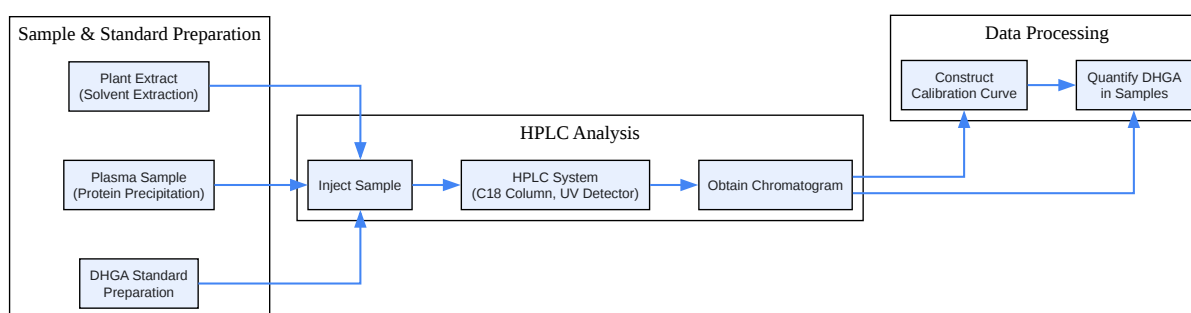 Sample & Standard Preparation
Plant Extract
(Solvent Extraction)
Plasma Sample
(Protein Precipitation)
DHGA Standard
Preparation
HPLC Analysis
Inject Sample
HPLC System
(C18 Column, UV Detector)
Obtain Chromatogram
Data Processing
Construct
Calibration Curve
Quantify DHGA
in Samples